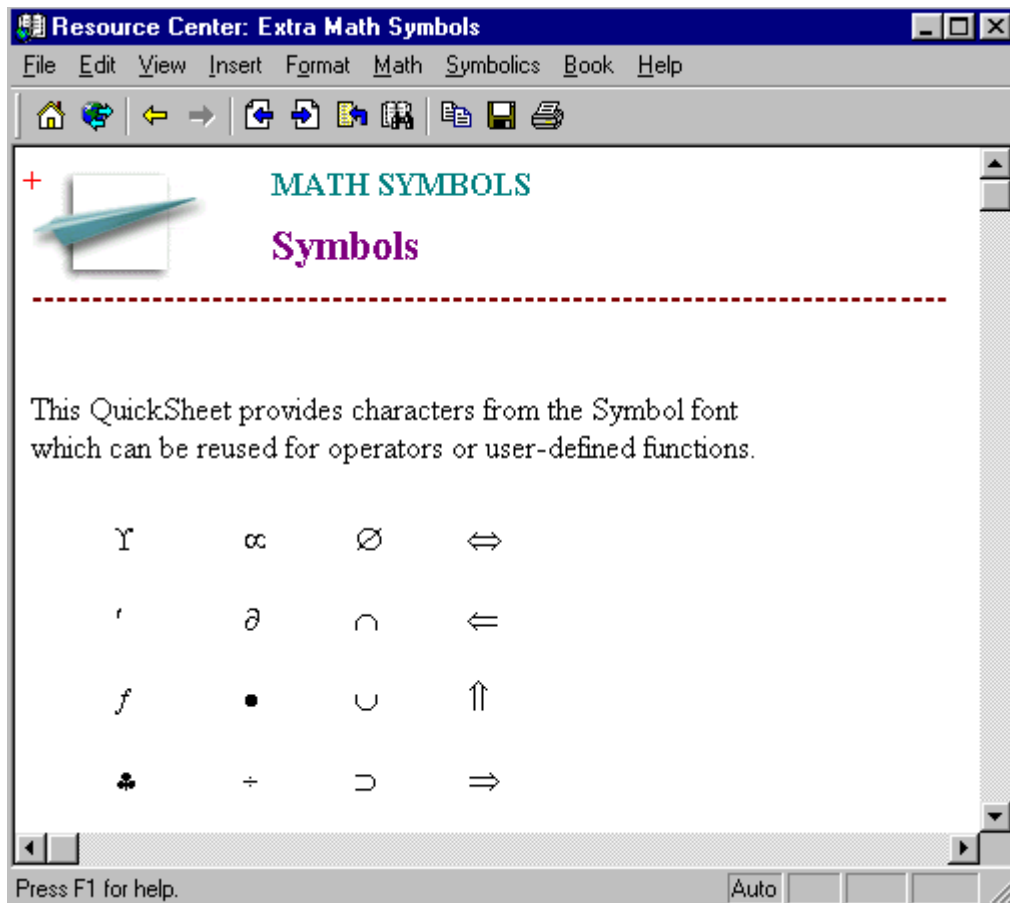 Resource Center: Extra Math Symbols
File Edit View Insert Format Math Symbolics Book Help
MATH SYMBOLS
Symbols
This QuickSheet provides characters from the Symbol font
which can be reused for operators or user-defined functions.
ϒ ∝ ∅ ⇔
′ ∂ ∩ ⇐
ƒ • ∪ ⇑
♣ ÷ ⊃ ⇒
Press F1 for help. Auto